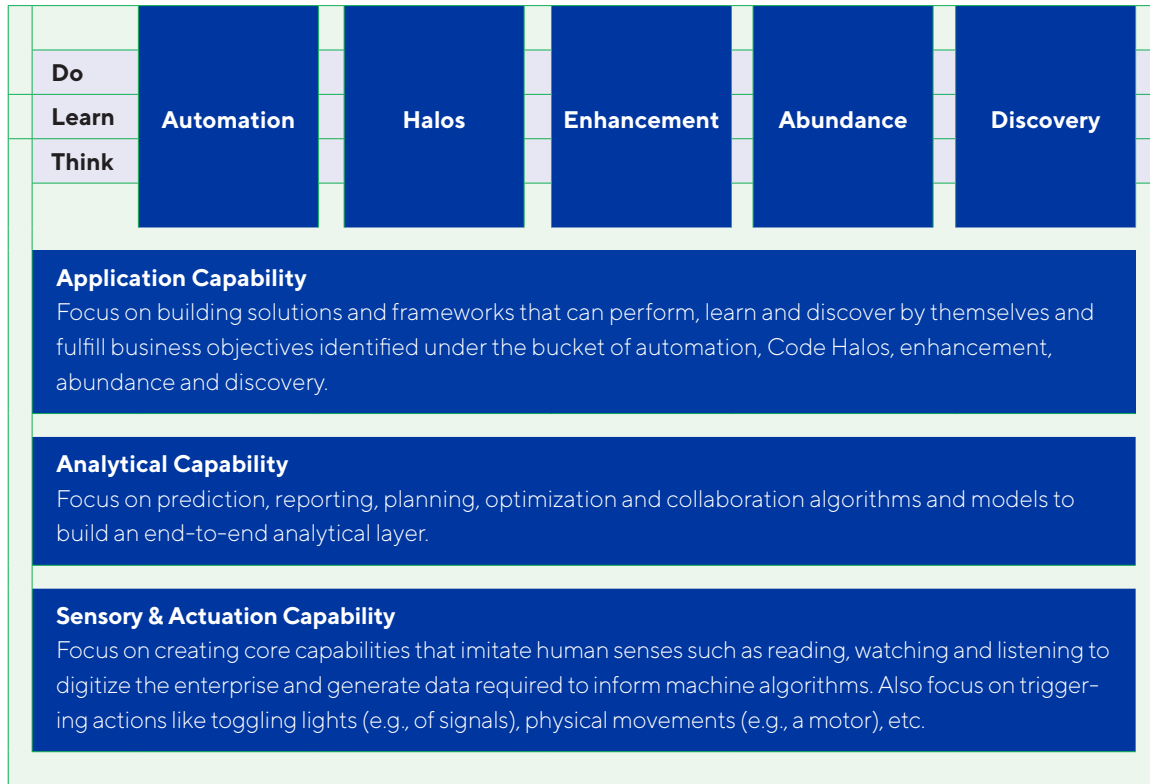 Do
Learn
Think
Automation
Halos
Enhancement
Abundance
Discovery
Application Capability
Focus on building solutions and frameworks that can perform, learn and discover by themselves and
fulfill business objectives identified under the bucket of automation, Code Halos, enhancement,
abundance and discovery.
Analytical Capability
Focus on prediction, reporting, planning, optimization and collaboration algorithms and models to
build an end-to-end analytical layer.
Sensory & Actuation Capability
Focus on creating core capabilities that imitate human senses such as reading, watching and listening to
digitize the enterprise and generate data required to inform machine algorithms. Also focus on trigger-
ing actions like toggling lights (e.g., of signals), physical movements (e.g., a motor), etc.